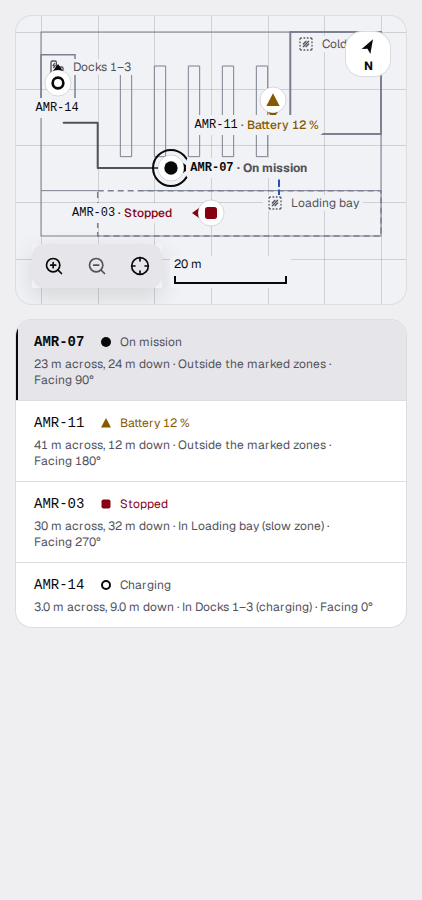 Cold
N
Docks 1–3
AMR-14
AMR-11 · Battery 12 %
AMR-07 · On mission
Loading bay
AMR-03 · Stopped
20 m
AMR-07 On mission
23 m across, 24 m down · Outside the marked zones ·
Facing 90°
AMR-11 Battery 12 %
41 m across, 12 m down · Outside the marked zones ·
Facing 180°
AMR-03 Stopped
30 m across, 32 m down · In Loading bay (slow zone) ·
Facing 270°
AMR-14 Charging
3.0 m across, 9.0 m down · In Docks 1–3 (charging) · Facing 0°